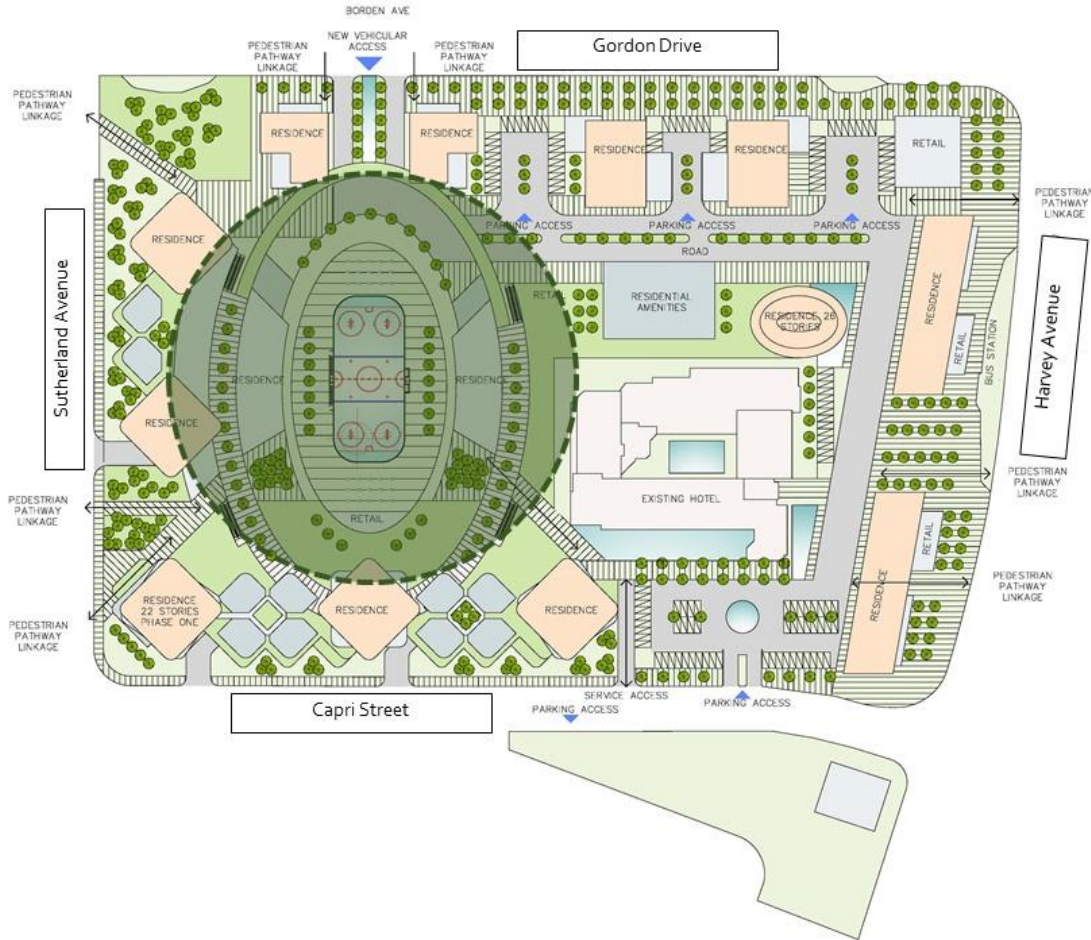 BORDEN AVE
NEW VEHICULAR
ACCESS
PEDESTRIAN
PATHWAY
LINKAGE
PEDESTRIAN
PATHWAY
LINKAGE
Gordon Drive
PEDESTRIAN
PATHWAY
LINKAGE
RESIDENCE
RESIDENCE
RESIDENCE
RESIDENCE
RETAIL
PEDESTRIAN
PATHWAY
LINKAGE
PARKING ACCESS
PARKING ACCESS
PARKING ACCESS
ROAD
RESIDENCE
Sutherland Avenue
RETAIL
RESIDENTIAL
AMENITIES
RESIDENCE 26
STORIES
RESIDENCE
RETAIL
BUS STATION
Harvey Avenue
RESIDENCE
RESIDENCE
RESIDENCE
PEDESTRIAN
PATHWAY
LINKAGE
EXISTING HOTEL
PEDESTRIAN
PATHWAY
LINKAGE
RETAIL
RETAIL
RESIDENCE
PEDESTRIAN
PATHWAY
LINKAGE
RESIDENCE
22 STORIES
PHASE ONE
RESIDENCE
RESIDENCE
PEDESTRIAN
PATHWAY
LINKAGE
SERVICE ACCESS
PARKING ACCESS
PARKING ACCESS
Capri Street